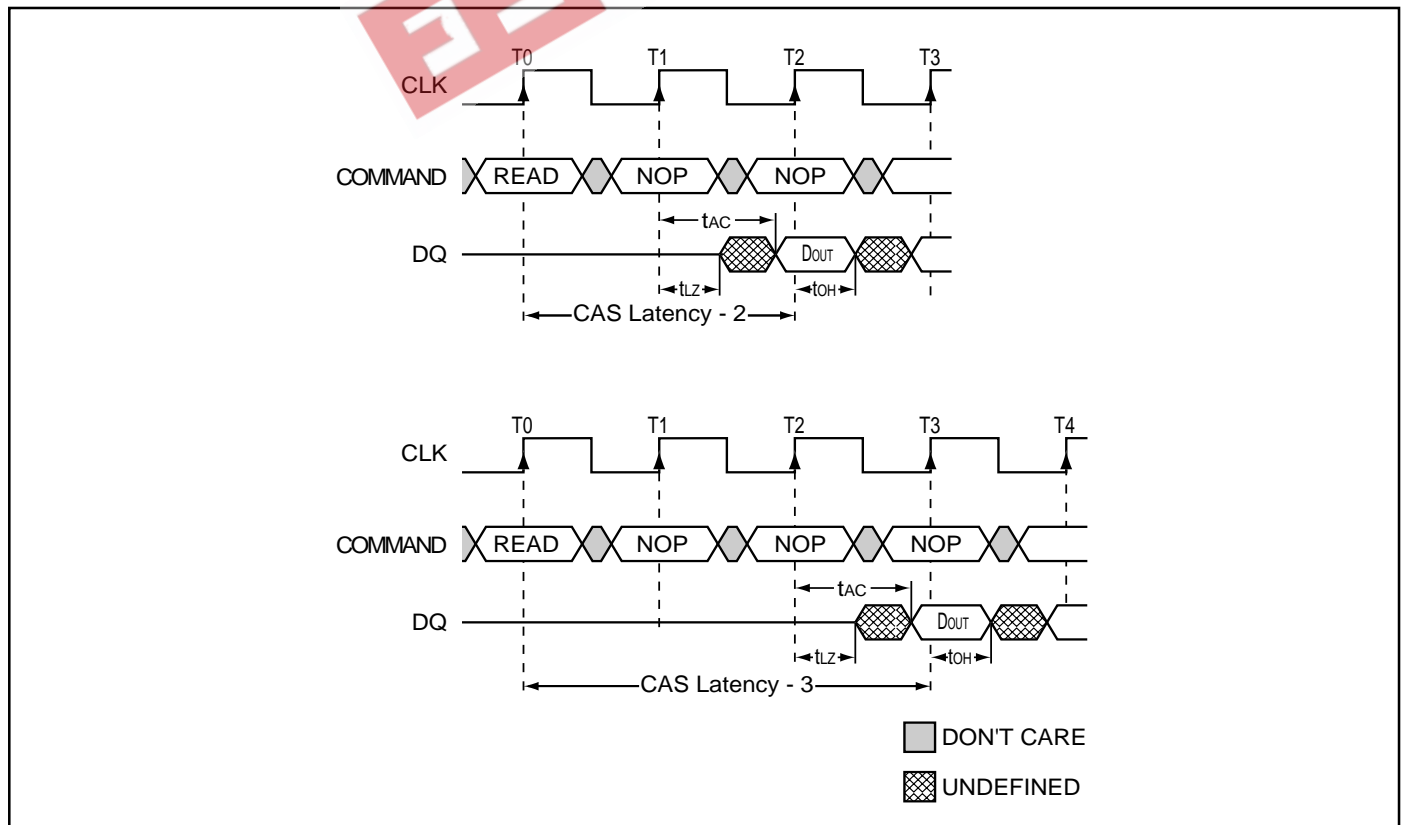 T0 T1 T2 T3
CLK
COMMAND READ NOP NOP
tAC
DQ DOUT
tLZ tOH
CAS Latency - 2
T0 T1 T2 T3 T4
CLK
COMMAND READ NOP NOP NOP
tAC
DQ DOUT
tLZ tOH
CAS Latency - 3
DON'T CARE
UNDEFINED